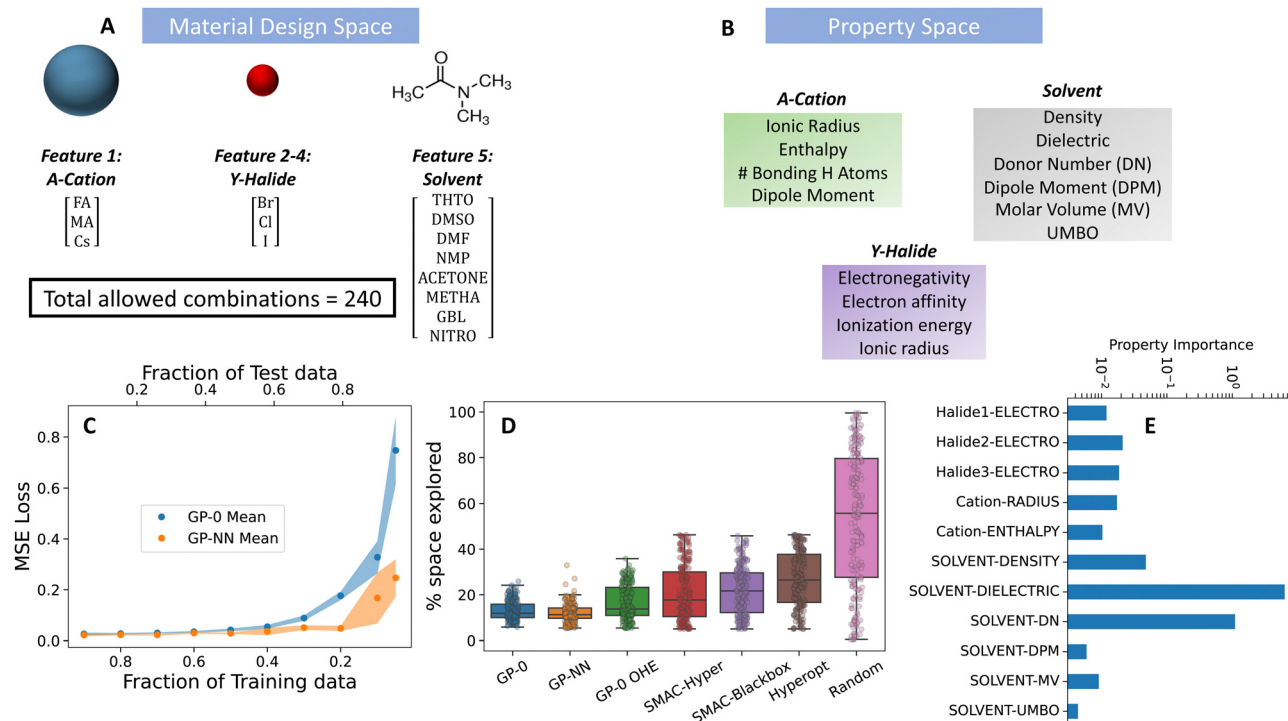 A
Material Design Space
O
H₃C
N
CH₃
CH₃
Feature 1:
A-Cation
FA
MA
Cs
Feature 2-4:
Y-Halide
Br
Cl
I
Feature 5:
Solvent
THTO
DMSO
DMF
NMP
ACETONE
METHA
GBL
NITRO
Total allowed combinations = 240
B
Property Space
A-Cation
Ionic Radius
Enthalpy
# Bonding H Atoms
Dipole Moment
Solvent
Density
Dielectric
Donor Number (DN)
Dipole Moment (DPM)
Molar Volume (MV)
UMBO
Y-Halide
Electronegativity
Electron affinity
Ionization energy
Ionic radius
Fraction of Test data
0.2 0.4 0.6 0.8
C
MSE Loss
0.8
0.6
0.4
0.2
0.0
GP-0 Mean
GP-NN Mean
0.8 0.6 0.4 0.2
Fraction of Training data
D
% space explored
100
80
60
40
20
0
GP-0
GP-NN
GP-0 OHE
SMAC-Hyper
SMAC-Blackbox
Hyperopt
Random
Property Importance
10⁻² 10⁻¹ 10⁰
E
Halide1-ELECTRO
Halide2-ELECTRO
Halide3-ELECTRO
Cation-RADIUS
Cation-ENTHALPY
SOLVENT-DENSITY
SOLVENT-DIELECTRIC
SOLVENT-DN
SOLVENT-DPM
SOLVENT-MV
SOLVENT-UMBO